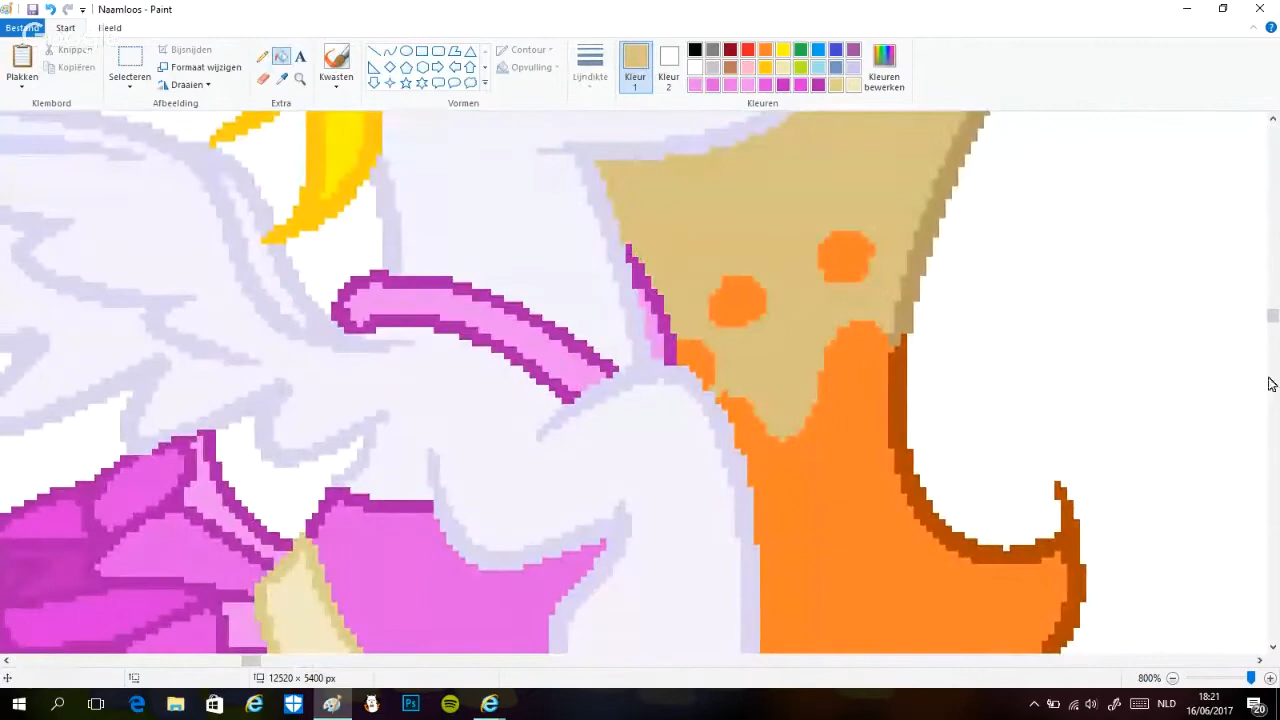 Naamloos - Paint
Bestand Start Beeld
Plakken
Knippen
Kopiëren
Klembord
Selecteren
Bijsnijden
Formaat wijzigen
Draaien
Afbeelding
A
Extra
Kwasten
Contour
Opvulling
Vormen
Lijndikte
Kleur
1
Kleur
2
Kleuren
bewerken
Kleuren
12520 × 5400 pixel
800%
Ps
NLD
18:21
16/06/2017
20